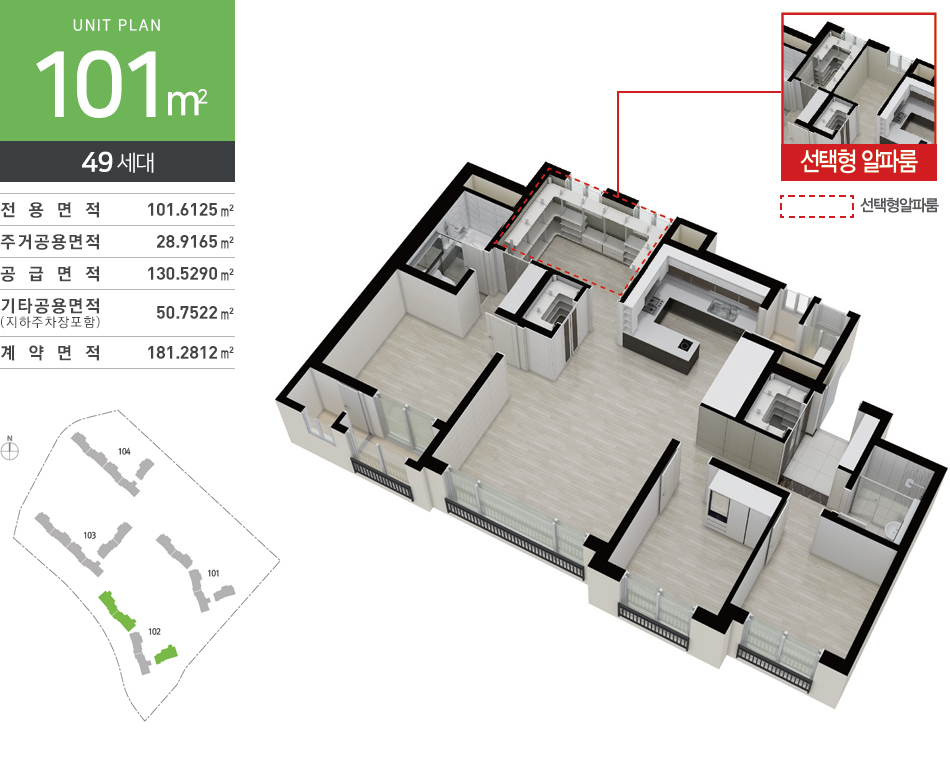 UNIT PLAN
101m²
49세대
전용면적 101.6125㎡
주거공용면적 28.9165㎡
공급면적 130.5290㎡
기타공용면적 50.7522㎡
(지하주차장포함)
계약면적 181.2812㎡
선택형 알파룸
선택형알파룸
N
104
103
101
102